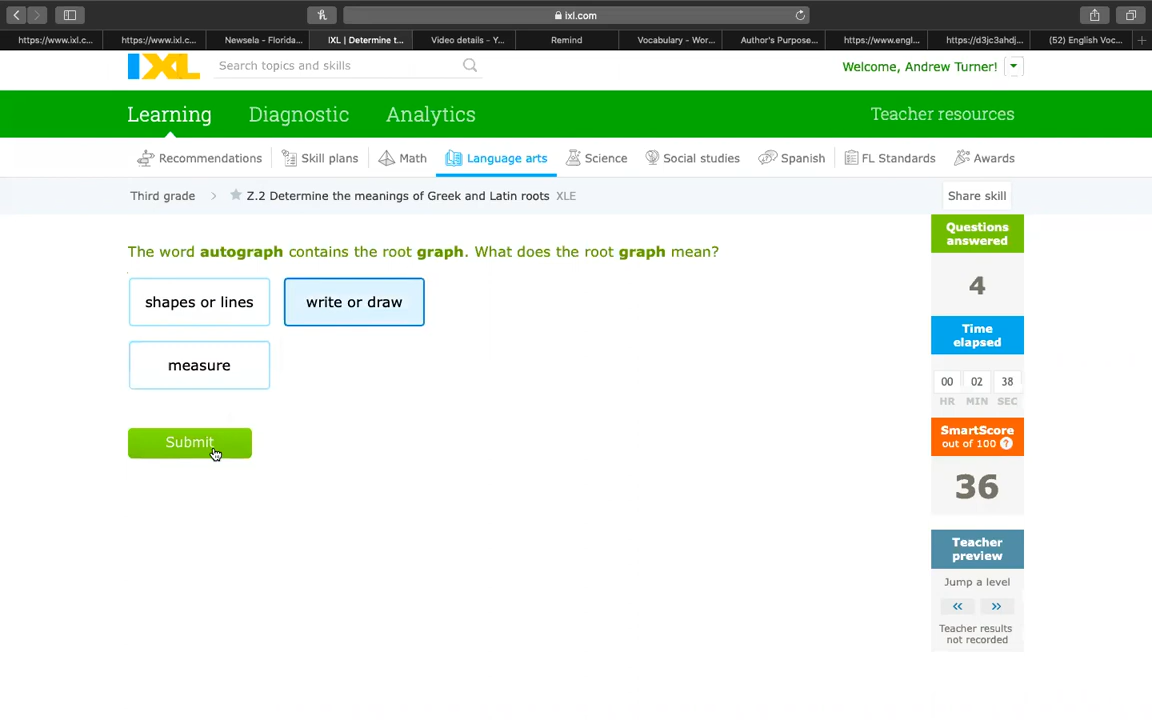 ixl.com
https://www.ixl.c...
https://www.ixl.c...
Newsela - Florida...
IXL | Determine t...
Video details - Y...
Remind
Vocabulary - Wor...
Author's Purpose...
https://www.engl...
https://d3jc3ahdj...
(52) English Voc...
IXL
Search topics and skills
Welcome, Andrew Turner!
Learning
Diagnostic
Analytics
Teacher resources
Recommendations
Skill plans
Math
Language arts
Science
Social studies
Spanish
FL Standards
Awards
Third grade > Z.2 Determine the meanings of Greek and Latin roots XLE
Share skill
The word autograph contains the root graph. What does the root graph mean?
shapes or lines
write or draw
measure
Submit
Questions
answered
4
Time
elapsed
00 02 38
HR MIN SEC
SmartScore
out of 100 ?
36
Teacher
preview
Jump a level
<< >>
Teacher results
not recorded